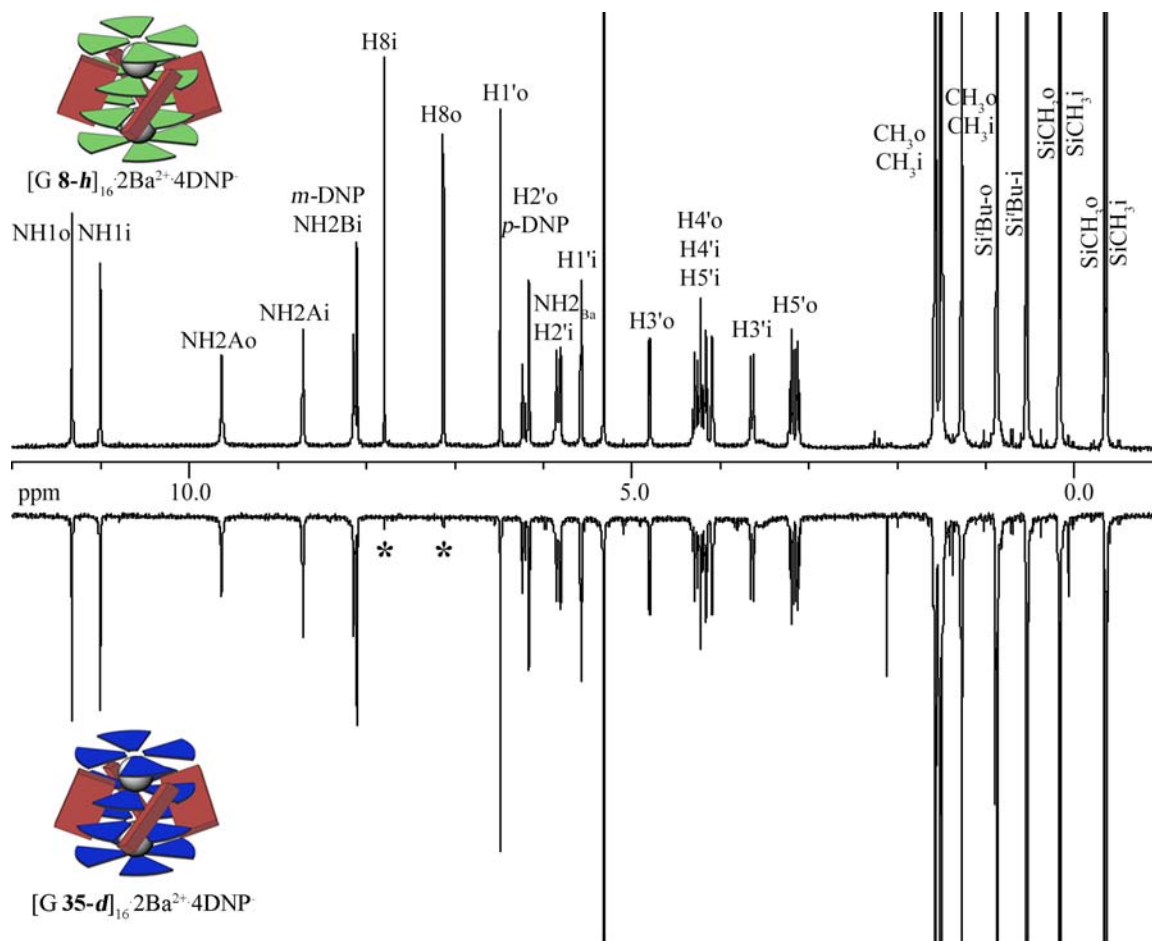 H8i
H8o
H1'o
[G 8-h]₁₆·2Ba²⁺·4DNP⁻
NH1o NH1i
NH2Ao
NH2Ai
m-DNP
NH2Bi
H2'o
p-DNP
NH2Bo
H2'i
H1'i
H3'o
H4'o
H4'i
H5'i
H3'i
H5'o
CH₃o
CH₃i
CH₃o
CH₃i
SiᵗBu-o
SiᵗBu-i
SiCH₃o
SiCH₃i
SiCH₃o
SiCH₃i
ppm 10.0 5.0 0.0
* *
[G 35-d]₁₆·2Ba²⁺·4DNP⁻